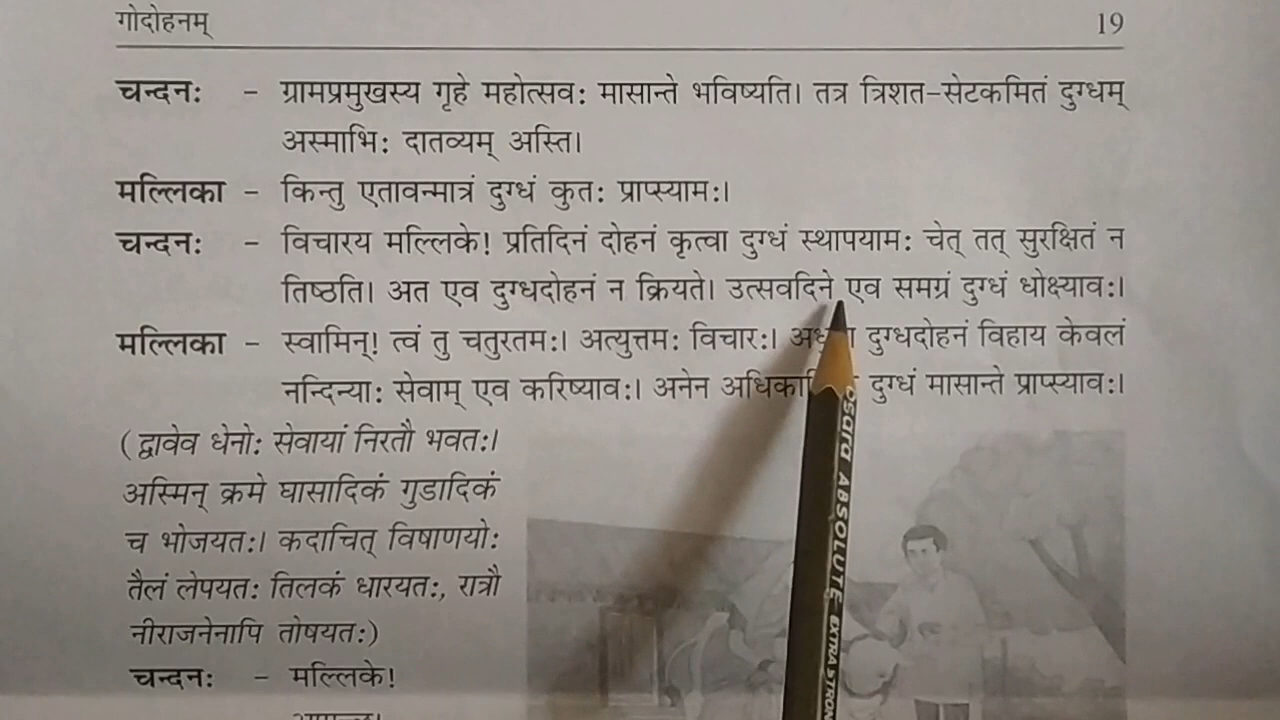 गोदोहनम् 19
चन्दनः - ग्रामप्रमुखस्य गृहे महोत्सवः मासान्ते भविष्यति। तत्र त्रिशत-सेटकमितं दुग्धम्
अस्माभिः दातव्यम् अस्ति।
मल्लिका - किन्तु एतावन्मात्रं दुग्धं कुतः प्राप्स्यामः।
चन्दनः - विचारय मल्लिके! प्रतिदिनं दोहनं कृत्वा दुग्धं स्थापयामः चेत् तत् सुरक्षितं न
तिष्ठति। अत एव दुग्धदोहनं न क्रियते। उत्सवदिने एव समग्रं दुग्धं धोक्ष्यावः।
मल्लिका - स्वामिन्! त्वं तु चतुरतमः। अत्युत्तमः विचारः। दुग्धदोहनं विहाय केवलं
नन्दिन्याः सेवाम् एव करिष्यावः। अनेन दुग्धं मासान्ते प्राप्स्यावः।
(द्वावेव धेनोः सेवायां निरतौ भवतः।
अस्मिन् क्रमे घासादिकं गुडादिकं
च भोजयतः। कदाचित् विषाणयोः
तैलं लेपयतः तिलकं धारयतः, रात्रौ
नीराजनेनापि तोषयतः)
चन्दनः - मल्लिके!
osara ABSOLUTE EXTRA STRON